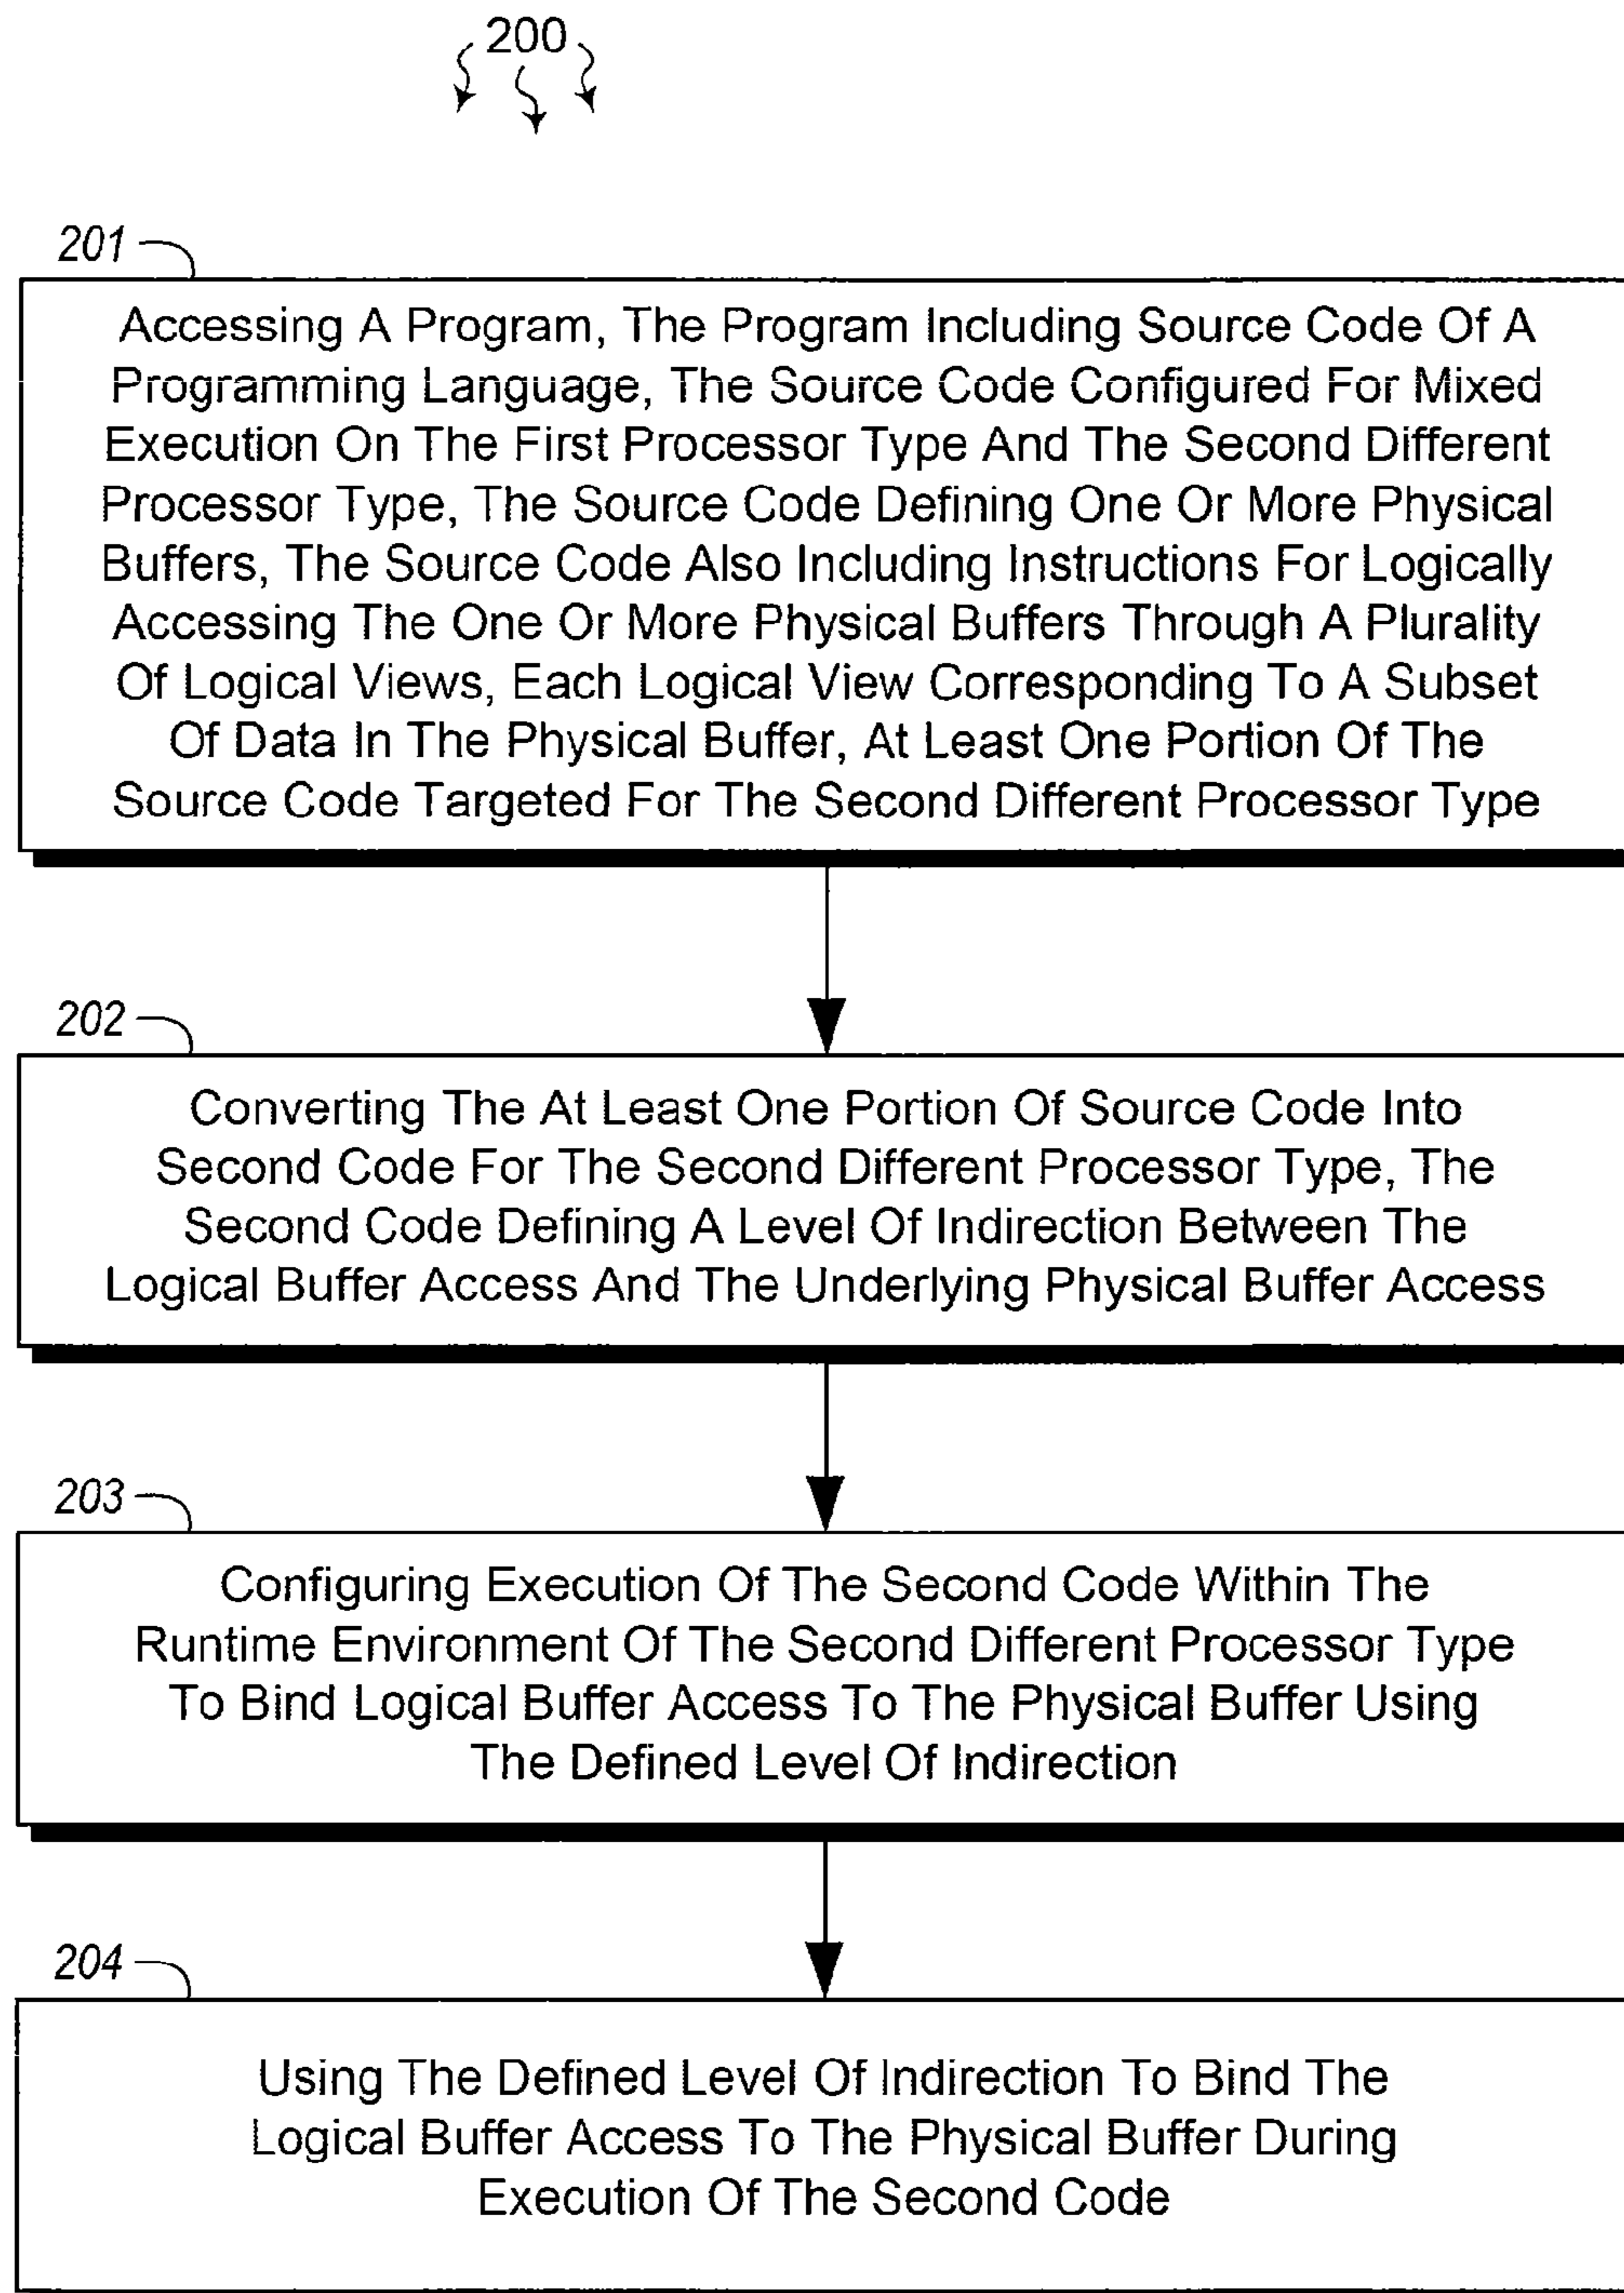 200
201
Accessing A Program, The Program Including Source Code Of A
Programming Language, The Source Code Configured For Mixed
Execution On The First Processor Type And The Second Different
Processor Type, The Source Code Defining One Or More Physical
Buffers, The Source Code Also Including Instructions For Logically
Accessing The One Or More Physical Buffers Through A Plurality
Of Logical Views, Each Logical View Corresponding To A Subset
Of Data In The Physical Buffer, At Least One Portion Of The
Source Code Targeted For The Second Different Processor Type
202
Converting The At Least One Portion Of Source Code Into
Second Code For The Second Different Processor Type, The
Second Code Defining A Level Of Indirection Between The
Logical Buffer Access And The Underlying Physical Buffer Access
203
Configuring Execution Of The Second Code Within The
Runtime Environment Of The Second Different Processor Type
To Bind Logical Buffer Access To The Physical Buffer Using
The Defined Level Of Indirection
204
Using The Defined Level Of Indirection To Bind The
Logical Buffer Access To The Physical Buffer During
Execution Of The Second Code